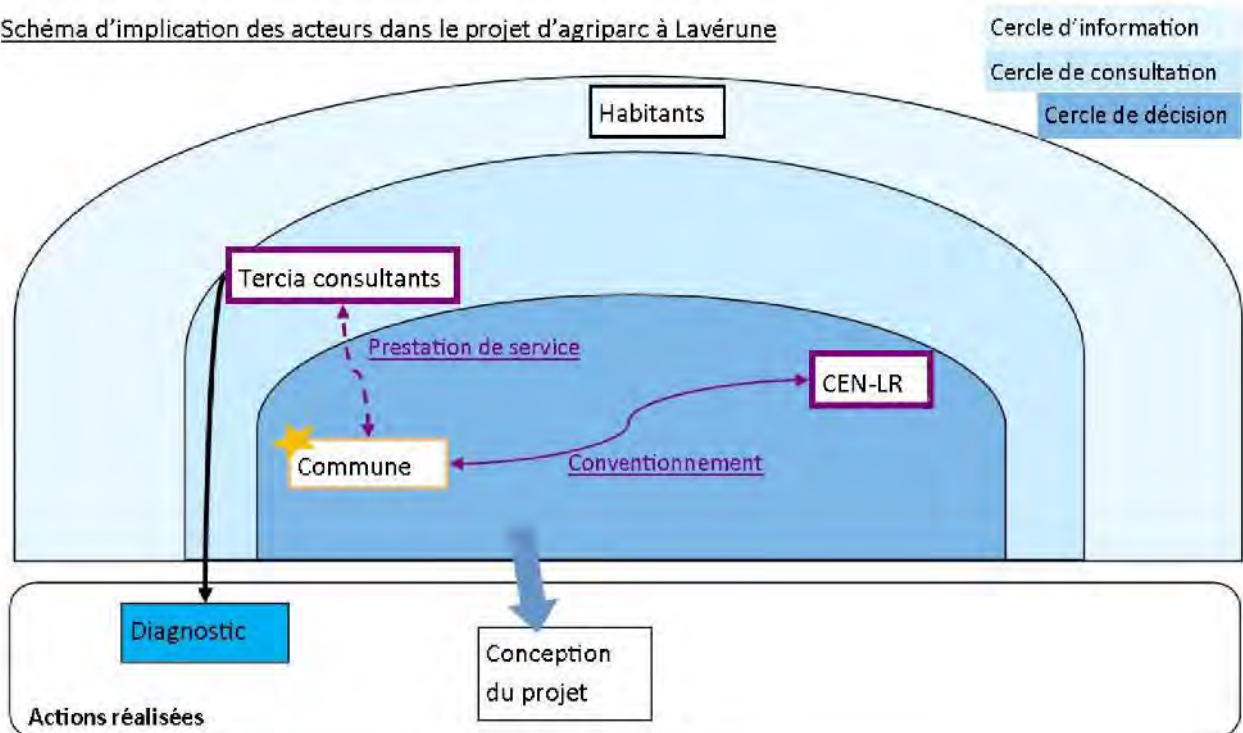 Schéma d'implication des acteurs dans le projet d'agriparc à Lavérune
Cercle d'information
Cercle de consultation
Cercle de décision
Habitants
Tercia consultants
Prestation de service
CEN-LR
Commune
Conventionnement
Diagnostic
Conception
du projet
Actions réalisées